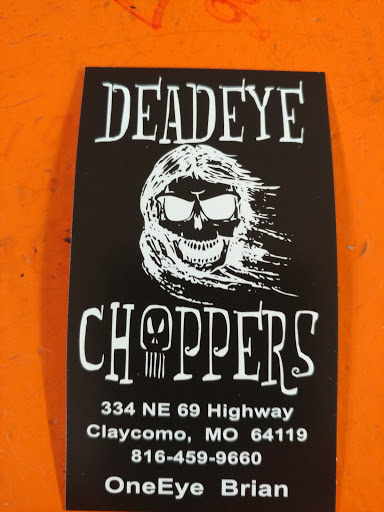 DEADEYE
CHOPPERS
334 NE 69 Highway
Claycomo, MO 64119
816-459-9660
OneEye Brian